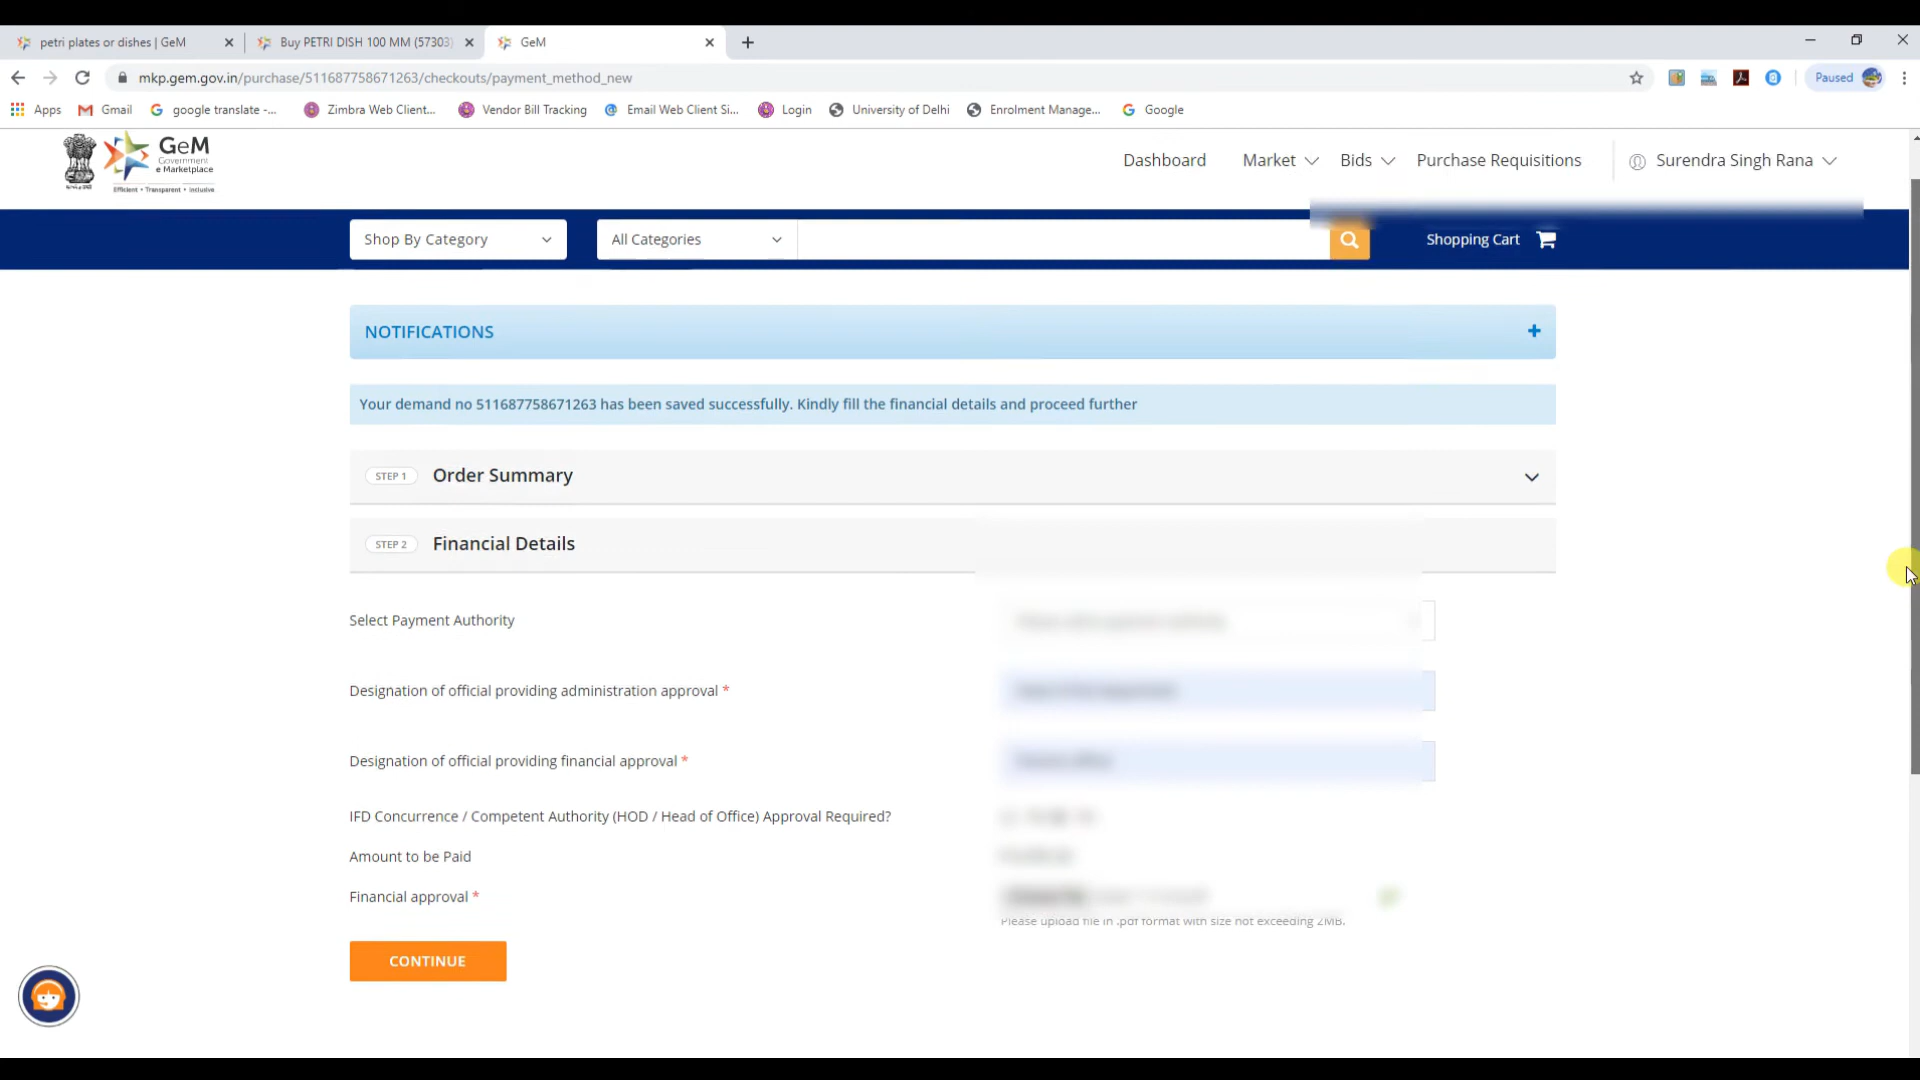 petri plates or dishes | GeM
Buy PETRI DISH 100 MM (57303)
GeM
mkp.gem.gov.in/purchase/511687758671263/checkouts/payment_method_new
Paused
Apps
Gmail
google translate -...
Zimbra Web Client...
Vendor Bill Tracking
Email Web Client Si...
Login
University of Delhi
Enrolment Manage...
Google
GeM
Government
e Marketplace
Efficient • Transparent • Inclusive
Dashboard
Market
Bids
Purchase Requisitions
Surendra Singh Rana
Shop By Category
All Categories
Shopping Cart
NOTIFICATIONS
Your demand no 511687758671263 has been saved successfully. Kindly fill the financial details and proceed further
STEP 1 Order Summary
STEP 2 Financial Details
Select Payment Authority
Designation of official providing administration approval *
Designation of official providing financial approval *
IFD Concurrence / Competent Authority (HOD / Head of Office) Approval Required?
Amount to be Paid
Financial approval *
Please upload file in .pdf format with size not exceeding 2MB.
CONTINUE